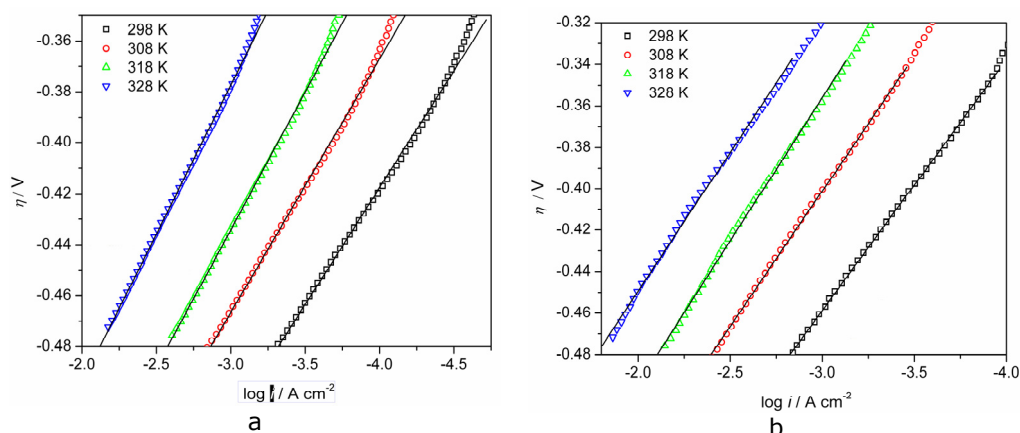 298 K
308 K
318 K
328 K
-0.36
-0.38
-0.40
-0.42
-0.44
-0.46
-0.48
η / V
-2.0 -2.5 -3.0 -3.5 -4.0 -4.5
log i / A cm-2
a
298 K
308 K
318 K
328 K
-0.32
-0.34
-0.36
-0.38
-0.40
-0.42
-0.44
-0.46
-0.48
η / V
-2.0 -2.5 -3.0 -3.5 -4.0
log i / A cm-2
b